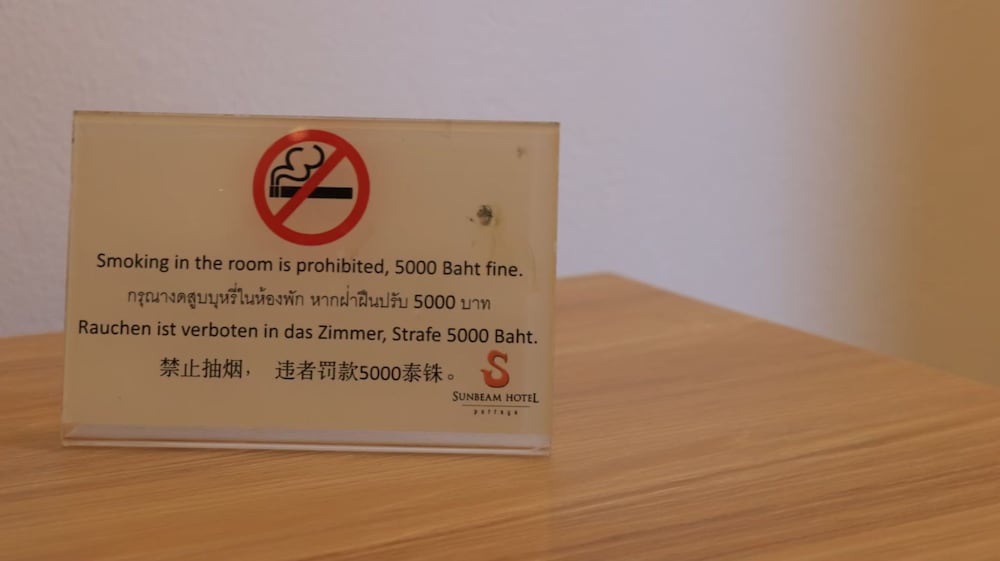 Smoking in the room is prohibited, 5000 Baht fine.
กรุณางดสูบบุหรี่ในห้องพัก หากฝ่าฝืนปรับ 5000 บาท
Rauchen ist verboten in das Zimmer, Strafe 5000 Baht.
禁止抽烟， 违者罚款5000泰铢。
S
SUNBEAM HOTEL
pattaya